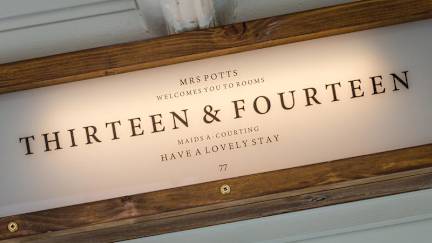 MRS POTTS
WELCOMES YOU TO ROOMS
THIRTEEN & FOURTEEN
MAIDS A-COURTING
HAVE A LOVELY STAY
77